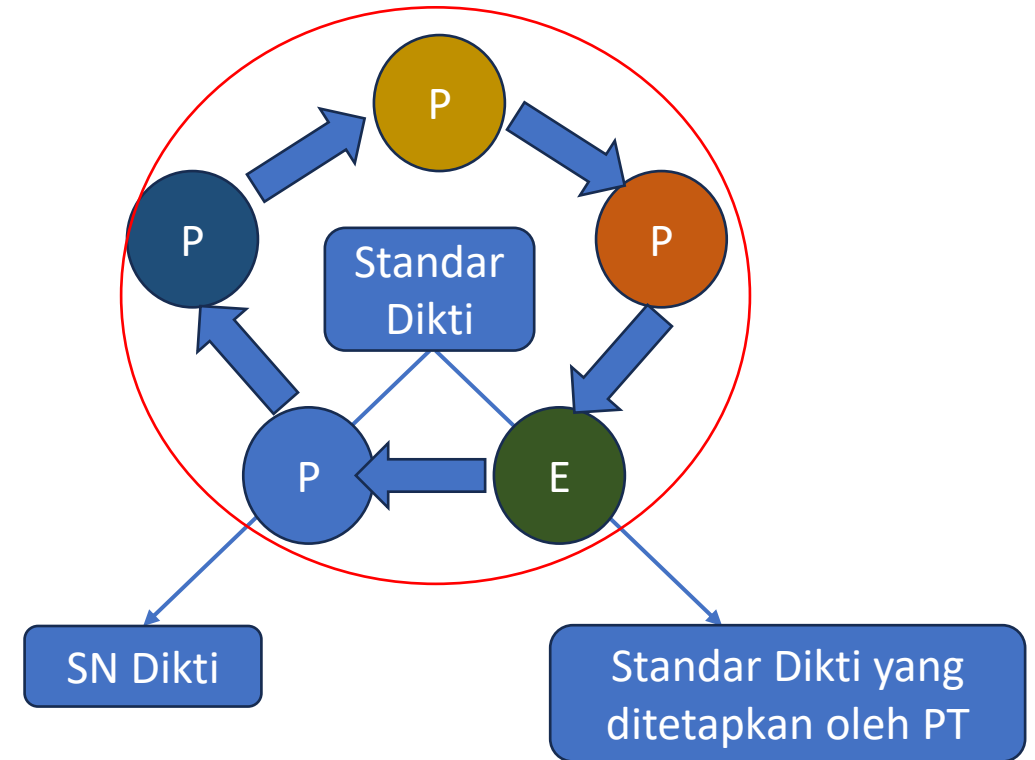 P
P
P
Standar
Dikti
P
E
SN Dikti
Standar Dikti yang
ditetapkan oleh PT